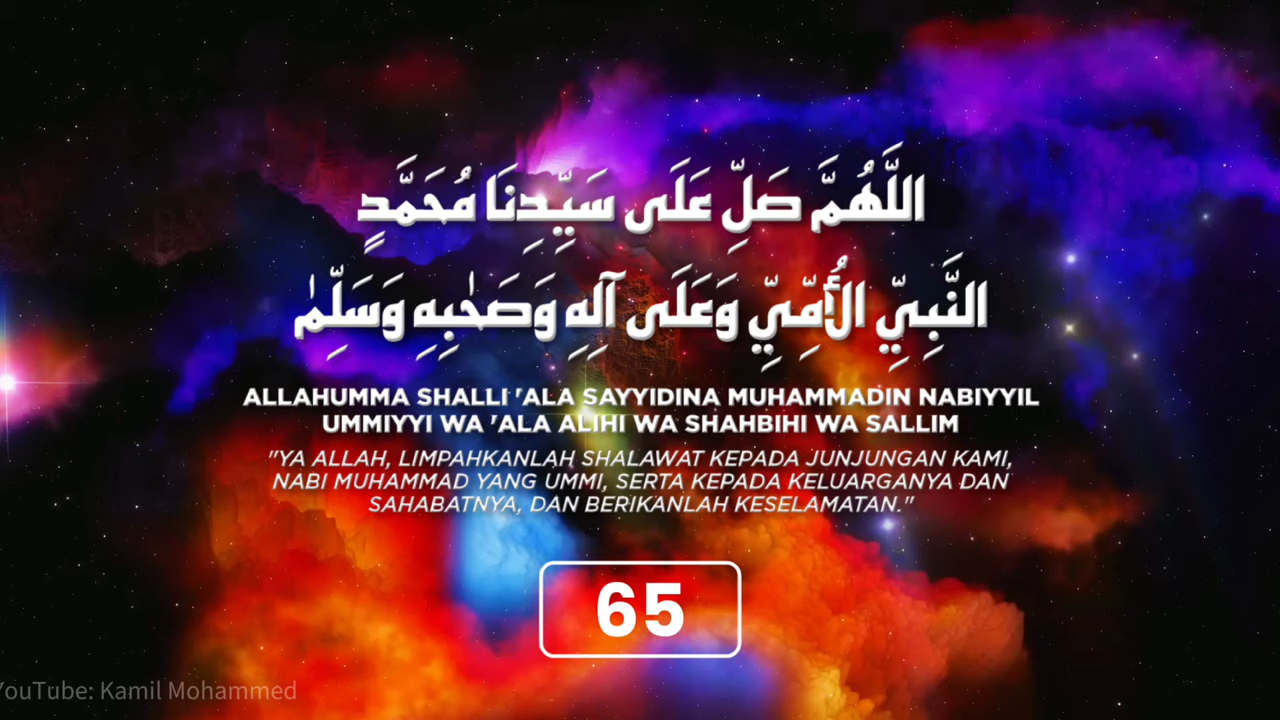 اللَّهُمَّ صَلِّ عَلَى سَيِّدِنَا مُحَمَّدٍ
النَّبِيِّ الأُمِّيِّ وَعَلَى آلِهِ وَصَحْبِهِ وَسَلِّمْ
ALLAHUMMA SHALLI 'ALA SAYYIDINA MUHAMMADIN NABIYYIL
UMMIYYI WA 'ALA ALIHI WA SHAHBIHI WA SALLIM
"YA ALLAH, LIMPAHKANLAH SHALAWAT KEPADA JUNJUNGAN KAMI,
NABI MUHAMMAD YANG UMMI, SERTA KEPADA KELUARGANYA DAN
SAHABATNYA, DAN BERIKANLAH KESELAMATAN."
65
YouTube: Kamil Mohammed